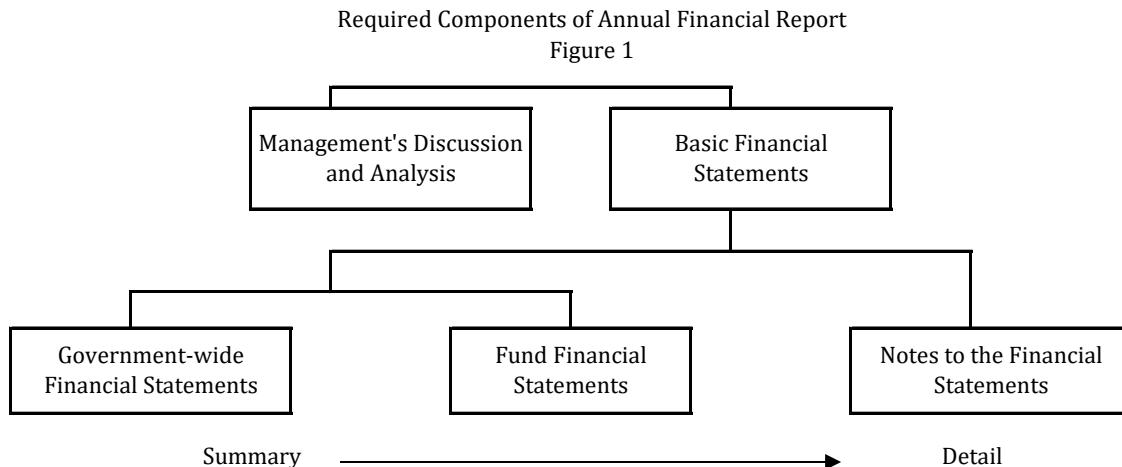 Required Components of Annual Financial Report
Figure 1
Management's Discussion
and Analysis
Basic Financial
Statements
Government-wide
Financial Statements
Fund Financial
Statements
Notes to the Financial
Statements
Summary
Detail